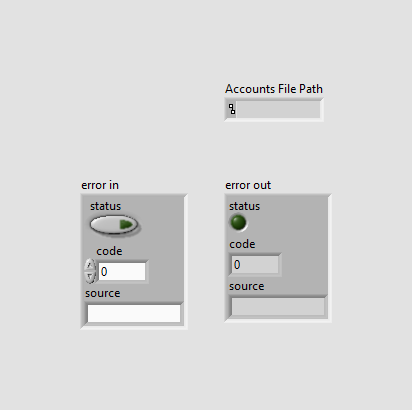 Accounts File Path
error in
status
code
0
source
error out
status
code
0
source